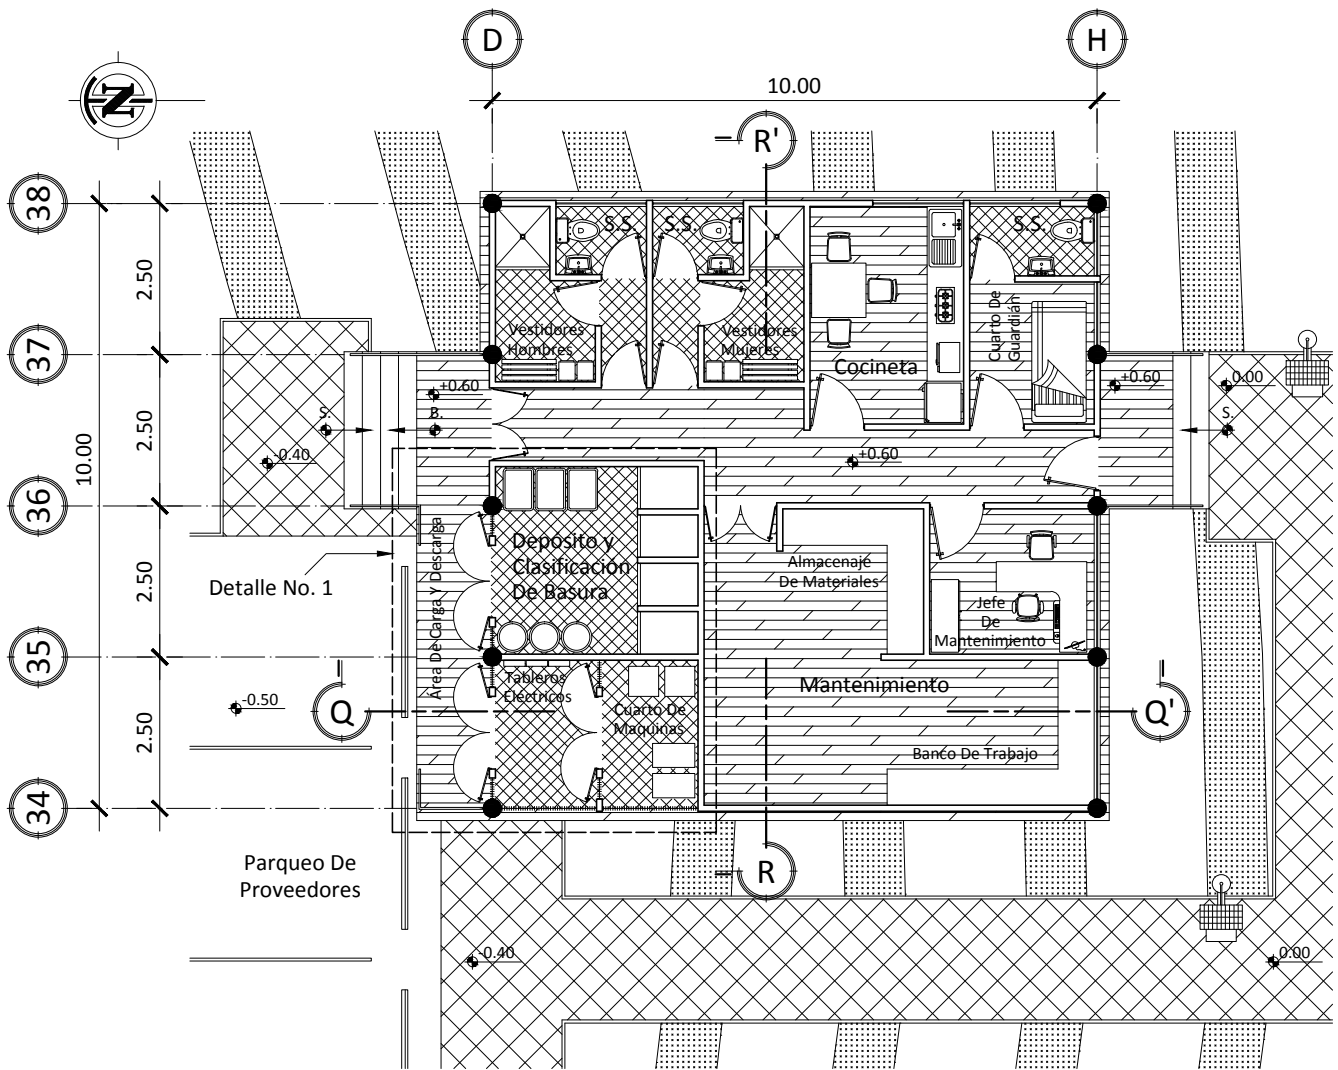 D
H
N
10.00
R'
38
S.S.
S.S.
S.S.
2.50
Cuarto De
Guardián
Vestidores
Hombres
Vestidores
Mujeres
37
Cocineta
+0.60
+0.60
0.00
S.
B.
S.
2.50
10.00
-0.40
+0.60
36
Área De Carga Y Descarga
Depósito y
Clasificación
De Basura
Almacenaje
De Materiales
Detalle No. 1
2.50
Jefe
De
Mantenimiento
35
Tableros
Eléctricos
Mantenimiento
-0.50
Q
Q'
Cuarto De
Maquinas
2.50
Banco De Trabajo
34
Parqueo De
Proveedores
R
-0.40
0.00